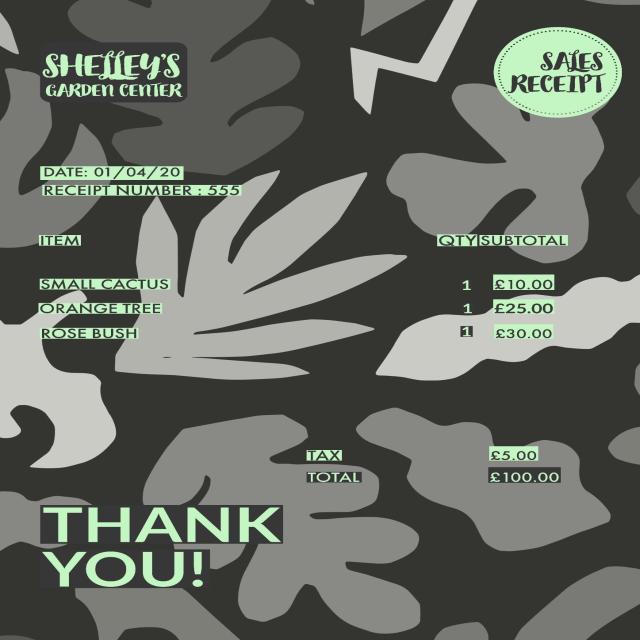 SHELLEY'S
GARDEN CENTER
SALES
RECEIPT
DATE: 01/04/20
RECEIPT NUMBER : 555
ITEM QTY SUBTOTAL
SMALL CACTUS 1 £10.00
ORANGE TREE 1 £25.00
ROSE BUSH 1 £30.00
TAX £5.00
TOTAL £100.00
THANK
YOU!